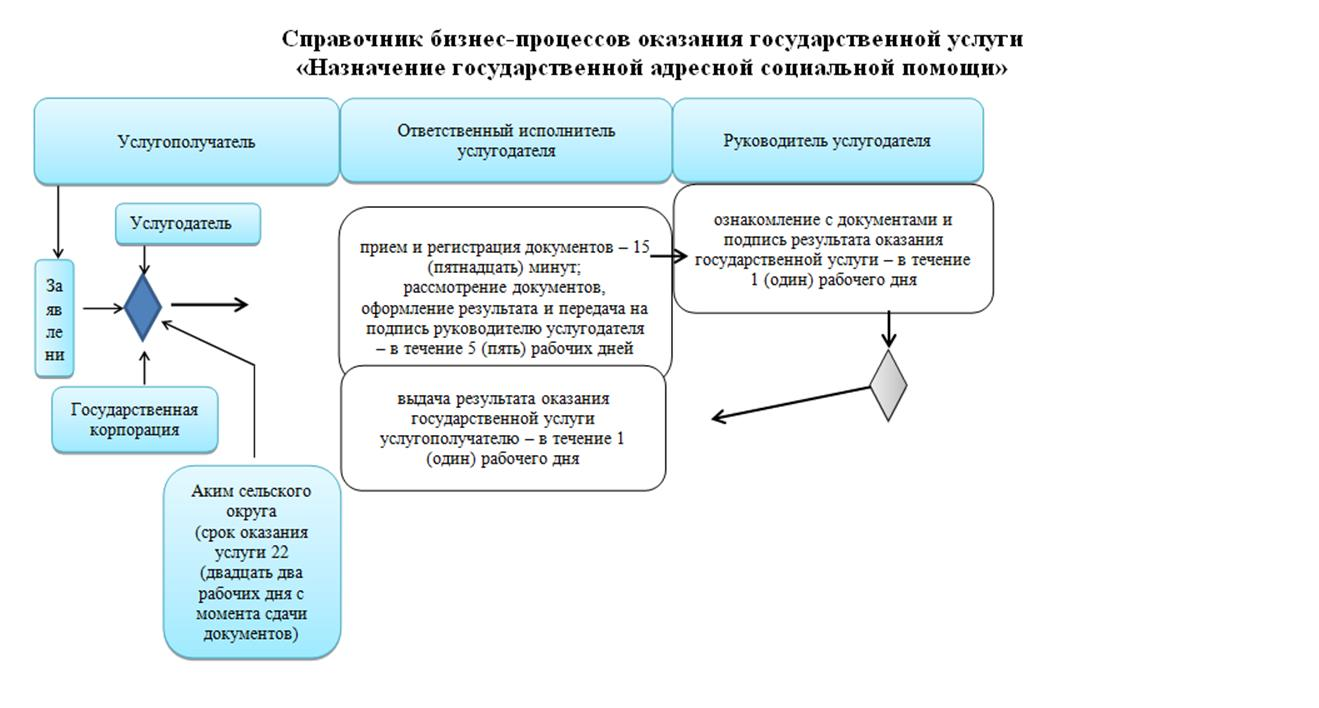 Справочник бизнес-процессов оказания государственной услуги
«Назначение государственной адресной социальной помощи»
Услугополучатель
Ответственный исполнитель
услугодателя
Руководитель услугодателя
Услугодатель
За
яв
ле
ни
Государственная
корпорация
Аким сельского
округа
(срок оказания
услуги 22
(двадцать два
рабочих дня с
момента сдачи
документов)
прием и регистрация документов – 15
(пятнадцать) минут;
рассмотрение документов,
оформление результата и передача на
подпись руководителю услугодателя
– в течение 5 (пять) рабочих дней
выдача результата оказания
государственной услуги
услугополучателю – в течение 1
(один) рабочего дня
ознакомление с документами и
подпись результата оказания
государственной услуги – в течение
1 (один) рабочего дня